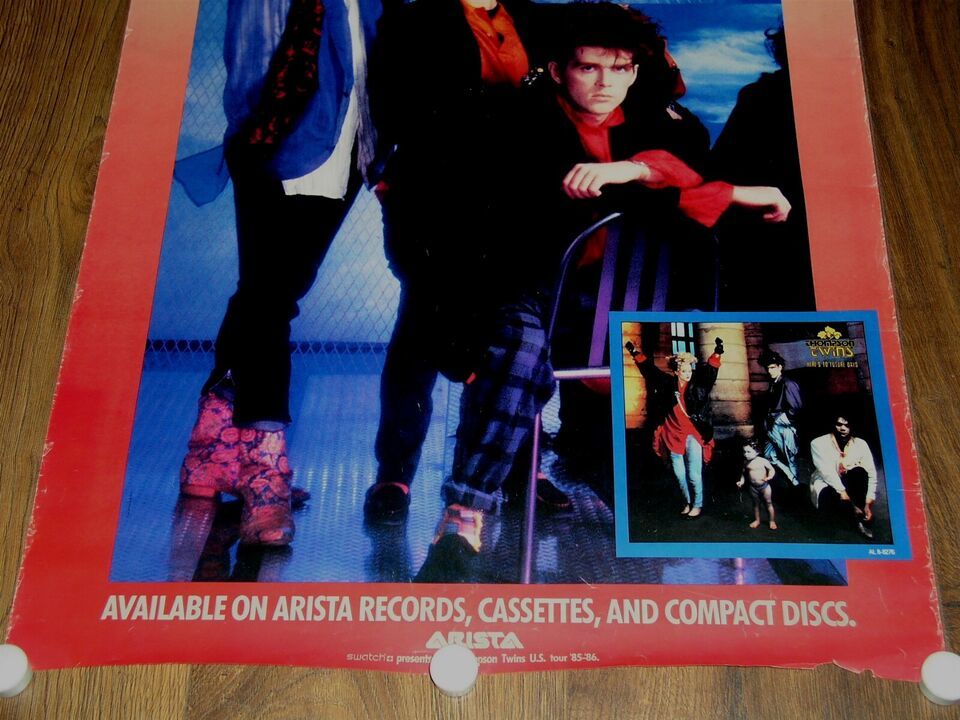 THOMPSON
TWINS
HERE'S TO FUTURE DAYS
AL 8-8276
AVAILABLE ON ARISTA RECORDS, CASSETTES, AND COMPACT DISCS.
ARISTA
swatch presents Twins U.S. tour '85-'86.